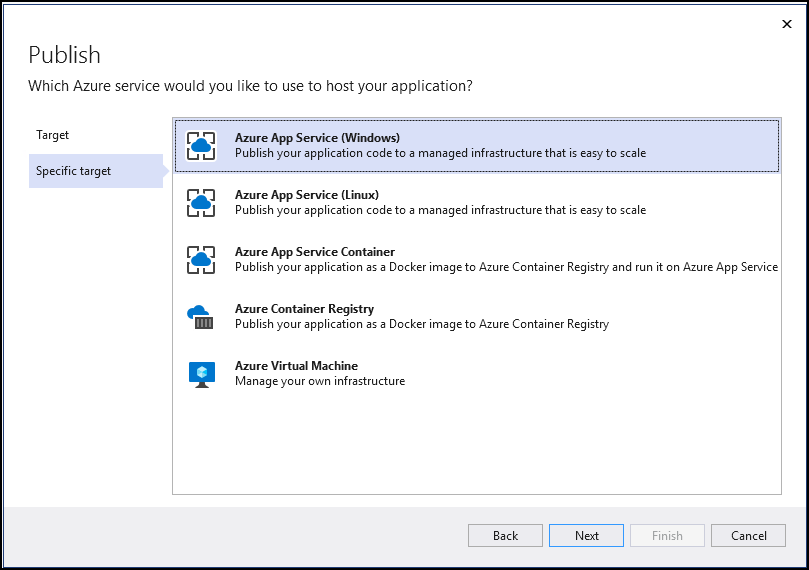 Publish
Which Azure service would you like to use to host your application?
Target
Specific target
Azure App Service (Windows)
Publish your application code to a managed infrastructure that is easy to scale
Azure App Service (Linux)
Publish your application code to a managed infrastructure that is easy to scale
Azure App Service Container
Publish your application as a Docker image to Azure Container Registry and run it on Azure App Service
Azure Container Registry
Publish your application as a Docker image to Azure Container Registry
Azure Virtual Machine
Manage your own infrastructure
Back Next Finish Cancel